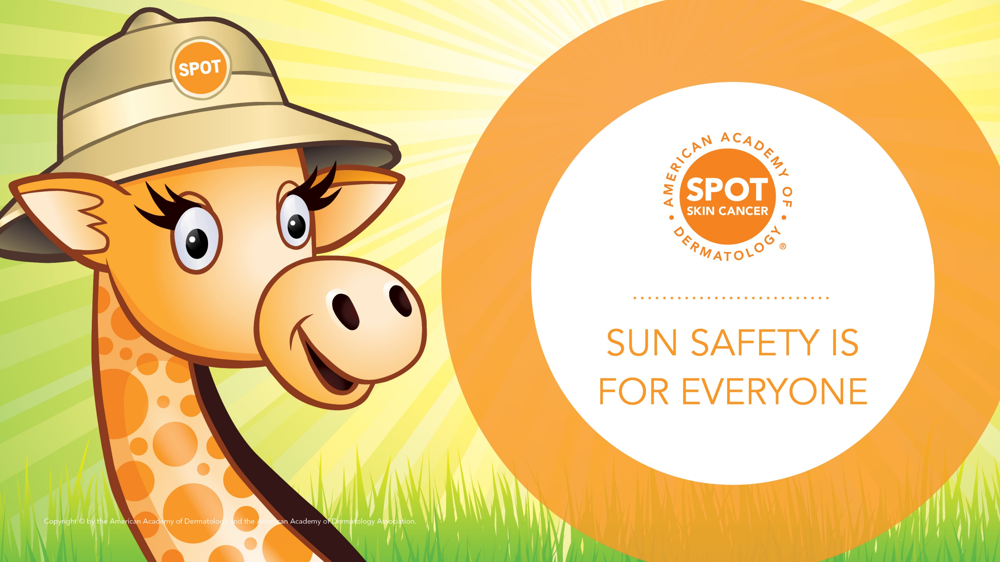 SPOT
AMERICAN ACADEMY OF
SPOT
SKIN CANCER
• DERMATOLOGY • ®
SUN SAFETY IS
FOR EVERYONE
Copyright © by the American Academy of Dermatology and the American Academy of Dermatology Association.